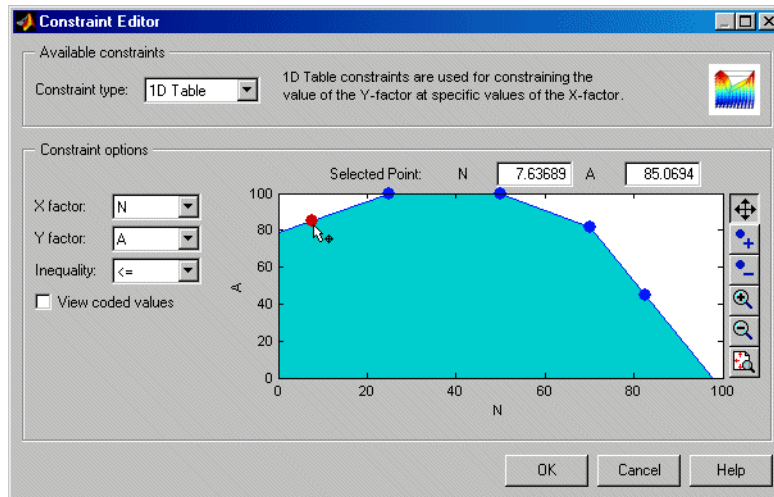 Constraint Editor
Available constraints
Constraint type: 1D Table
1D Table constraints are used for constraining the
value of the Y-factor at specific values of the X-factor.
Constraint options
Selected Point: N 7.63689 A 85.0694
X factor: N
Y factor: A
Inequality: <=
View coded values
100
80
60
40
20
0
A
0 20 40 60 80 100
N
OK Cancel Help